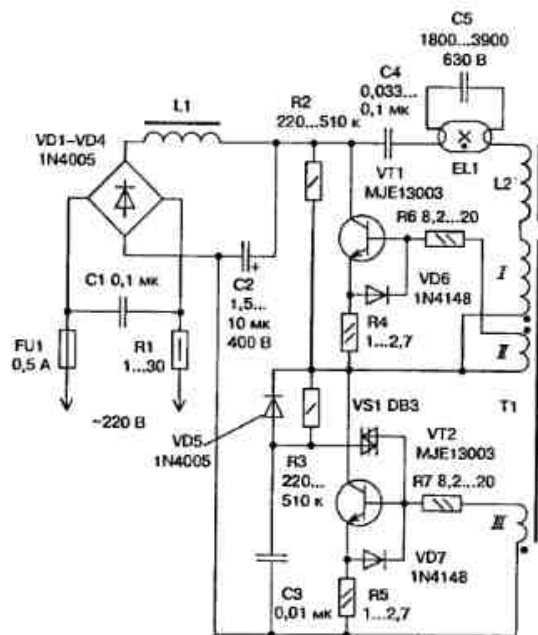 C5
1800...3900
630 В
C4
0,033...
0,1 мк
L1
R2
220...510 к
VD1-VD4
1N4005
EL1
VT1
MJE13003
L2
R6 8,2...20
I
C1 0,1 мк
+
C2
1,5...
10 мк
400 В
VD6
1N4148
R4
1...2,7
FU1
0,5 А
R1
1...30
II
~220 В
VS1 DB3
T1
VD5
1N4005
VT2
MJE13003
R3
220...
510 к
R7 8,2...20
III
VD7
1N4148
C3
0,01 мк
R5
1...2,7